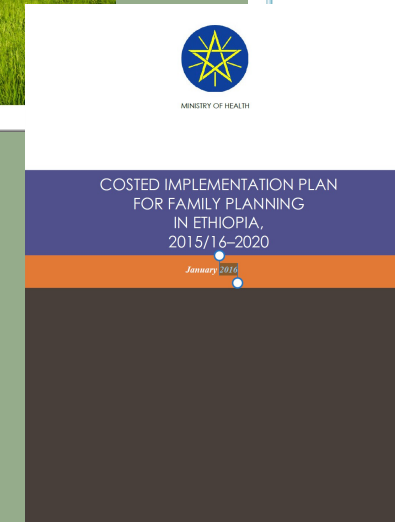 MINISTRY OF HEALTH
COSTED IMPLEMENTATION PLAN
FOR FAMILY PLANNING
IN ETHIOPIA,
2015/16–2020
January 2016